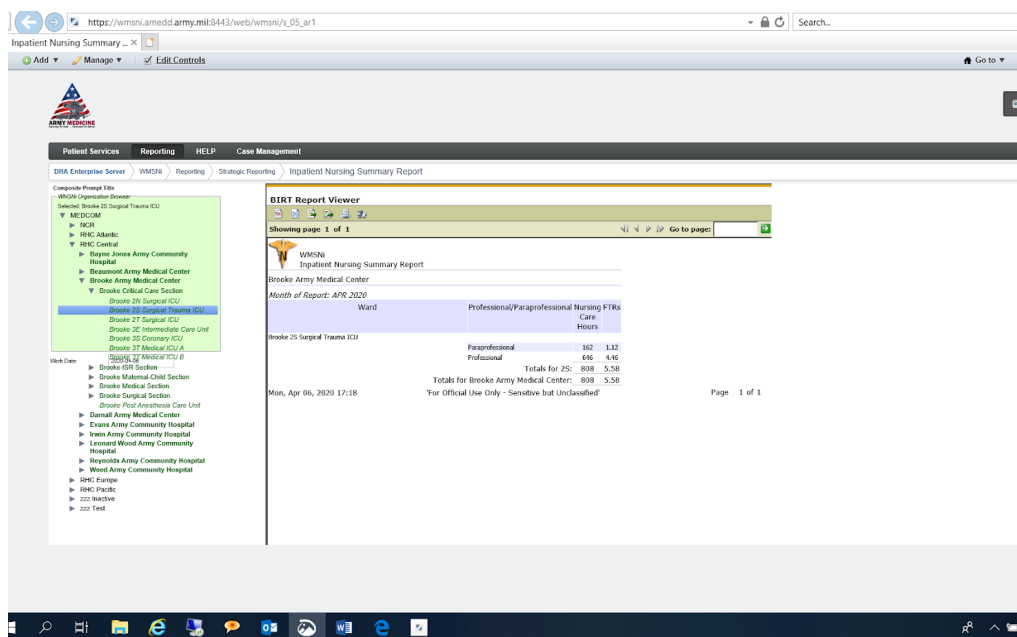 https://wmsni.amedd.army.mil:8443/web/wmsni/s_05_ar1
Search...
Inpatient Nursing Summary ... ×
Add ▼ Manage ▼ Edit Controls Go to ▼
ARMY MEDICINE
Patient Services Reporting HELP Case Management
DHA Enterprise Server WMSNi Reporting Strategic Reporting Inpatient Nursing Summary Report
Composite Prompt Title
WMSNi Organization Browser
Selected: Brooke 2S Surgical Trauma ICU
MEDCOM
NCR
RHC Atlantic
RHC Central
Bayne Jones Army Community
Hospital
Beaumont Army Medical Center
Brooke Army Medical Center
Brooke Critical Care Section
Brooke 2N Surgical ICU
Brooke 2S Surgical Trauma ICU
Brooke 2T Surgical ICU
Brooke 3E Intermediate Care Unit
Brooke 3S Coronary ICU
Brooke 3T Medical ICU A
Brooke 3T Medical ICU B
Work Date: 2020-04-06
Brooke ISR Section
Brooke Maternal-Child Section
Brooke Medical Section
Brooke Surgical Section
Brooke Post Anesthesia Care Unit
Darnall Army Medical Center
Evans Army Community Hospital
Irwin Army Community Hospital
Leonard Wood Army Community
Hospital
Reynolds Army Community Hospital
Weed Army Community Hospital
RHC Europe
RHC Pacific
zzz Inactive
zzz Test
BIRT Report Viewer
Showing page 1 of 1 Go to page:
WMSNi
Inpatient Nursing Summary Report
Brooke Army Medical Center
Month of Report: APR 2020
Ward Professional/Paraprofessional Nursing FTRs
Care
Hours
Brooke 2S Surgical Trauma ICU
Paraprofessional 162 1.12
Professional 646 4.46
Totals for 2S: 808 5.58
Totals for Brooke Army Medical Center: 808 5.58
Mon, Apr 06, 2020 17:18 'For Official Use Only - Sensitive but Unclassified' Page 1 of 1